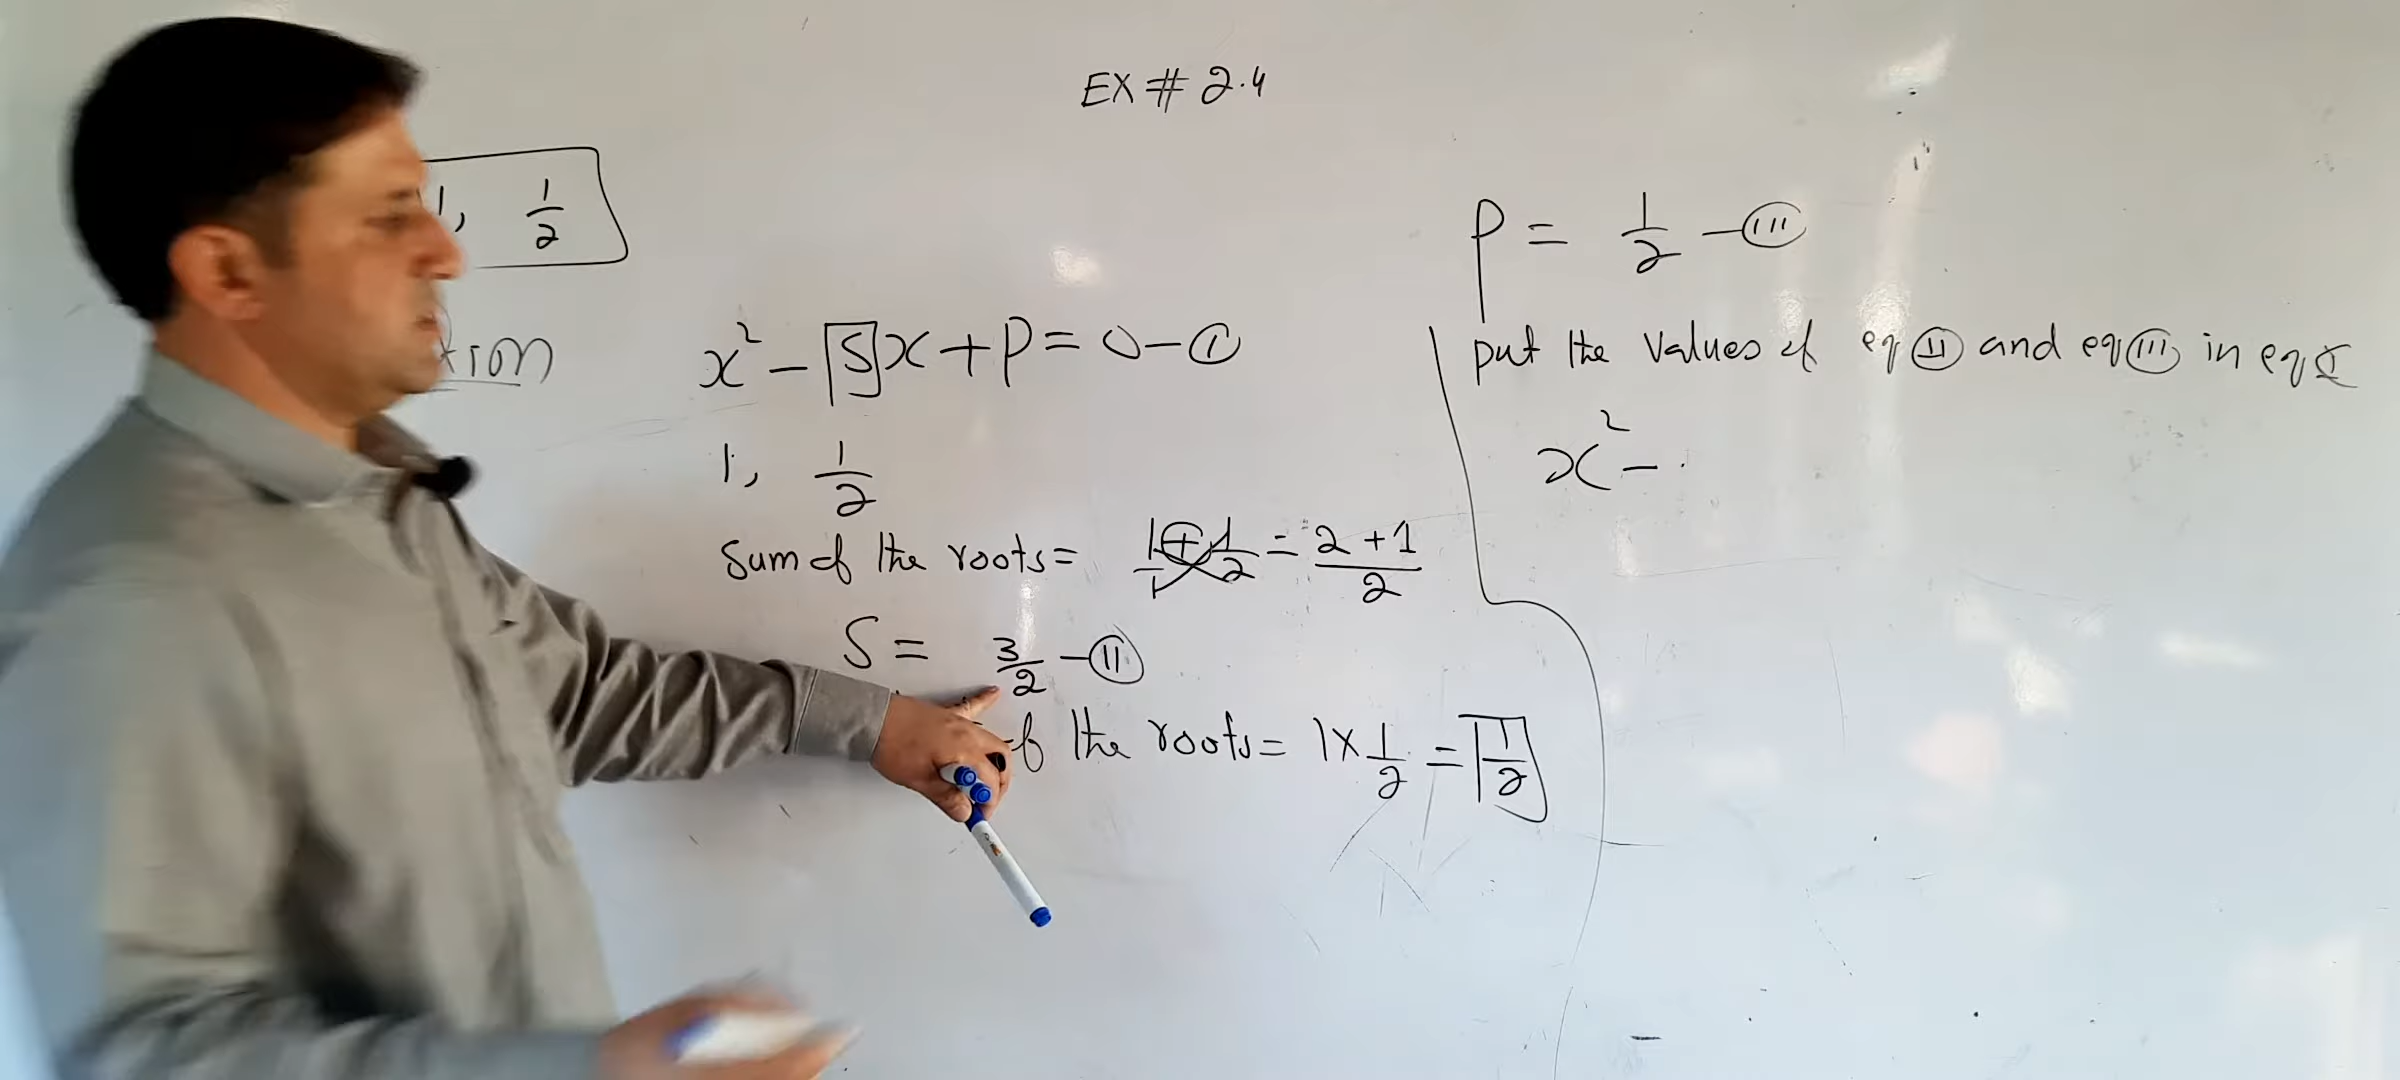 EX # 2.4
1, 1/2
tion
x² - Sx + P = 0 - (I)
1, 1/2
Sum of the roots = 1/1 + 1/2 = (2 + 1)/2
S = 3/2 - (II)
of the roots = 1 x 1/2 = 1/2
P = 1/2 - (III)
put the values of eq (II) and eq (III) in eq I
x² -